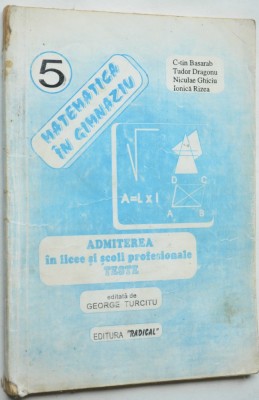 5
MATEMATICA
ÎN GIMNAZIU
C-tin Basarab
Tudor Dragonu
Niculae Ghiciu
Ionică Rizea
A=L x l
D C
A B
ADMITEREA
în licee și școli profesionale
TESTE
editată de
GEORGE TURCITU
EDITURA "RADICAL"